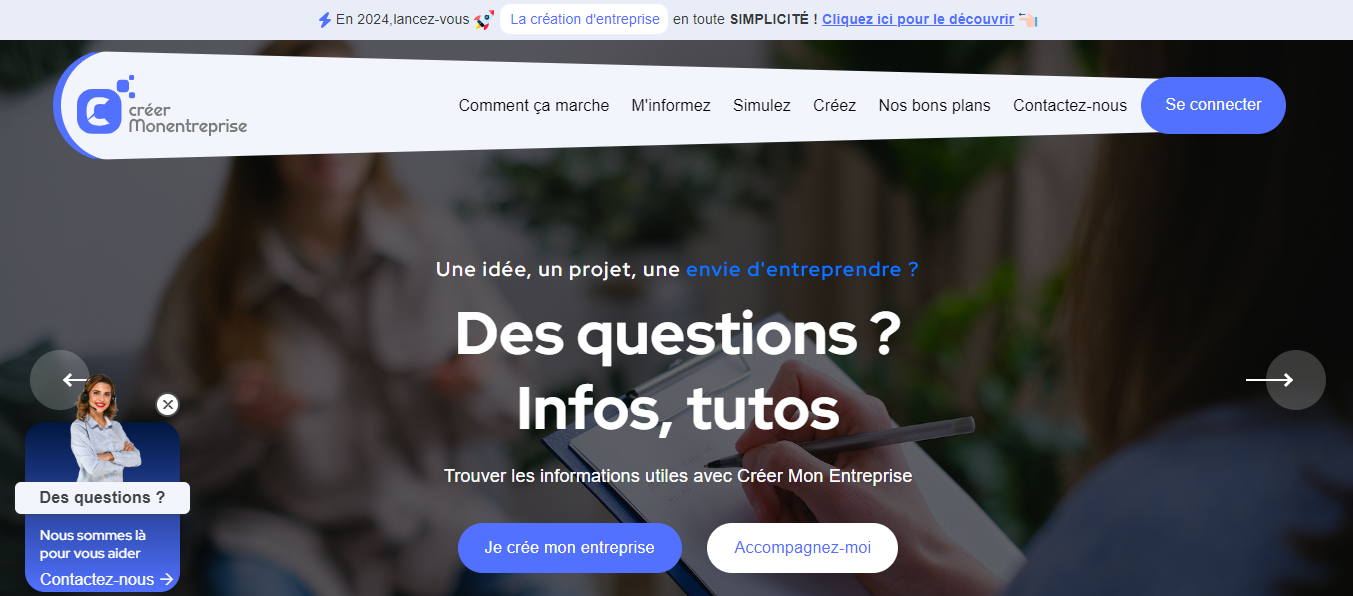 En 2024,lancez-vous La création d'entreprise en toute SIMPLICITÉ ! Cliquez ici pour le découvrir
créer
Monentreprise
Comment ça marche M'informez Simulez Créez Nos bons plans Contactez-nous Se connecter
Une idée, un projet, une envie d'entreprendre ?
Des questions ?
Infos, tutos
Trouver les informations utiles avec Créer Mon Entreprise
Je crée mon entreprise Accompagnez-moi
Des questions ?
Nous sommes là
pour vous aider
Contactez-nous →